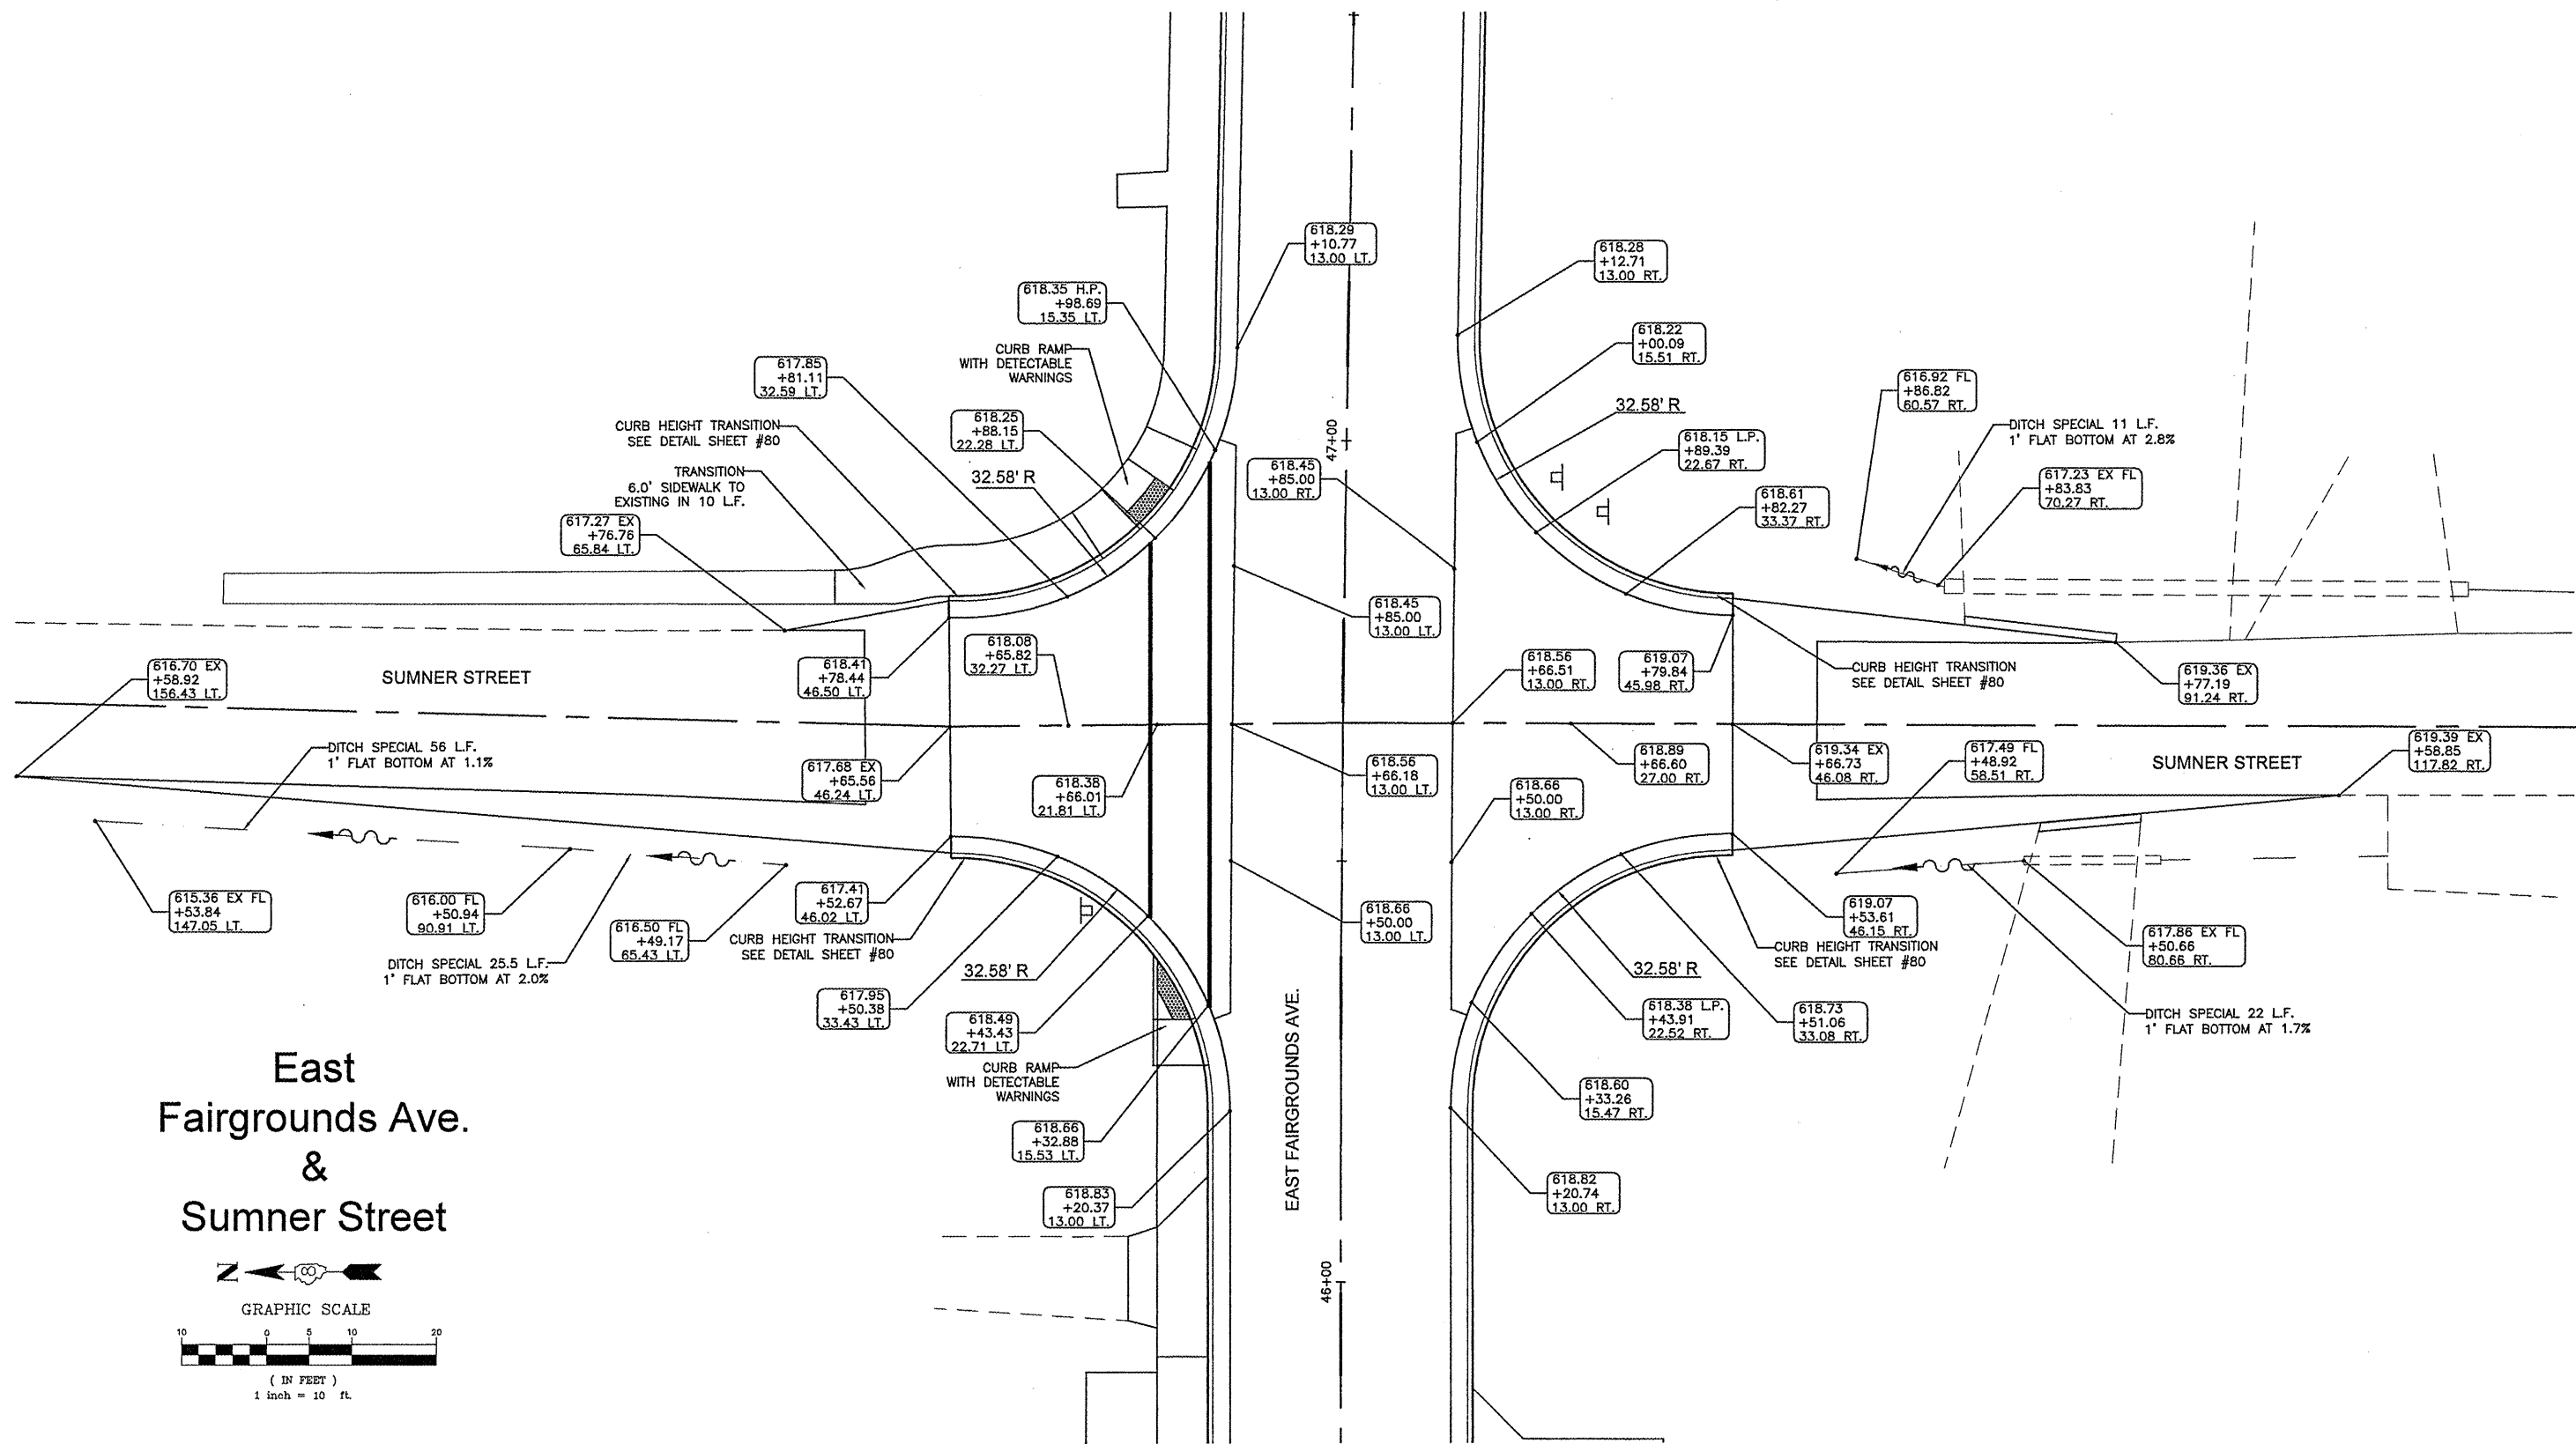 618.29
+10.77
13.00 LT.
618.28
+12.71
13.00 RT.
618.35 H.P.
+98.69
15.35 LT.
618.22
+00.09
15.51 RT.
CURB RAMP
WITH DETECTABLE
WARNINGS
617.85
+81.11
32.59 LT.
616.92 FL
+86.82
60.57 RT.
32.58' R
CURB HEIGHT TRANSITION
SEE DETAIL SHEET #80
618.25
+88.15
22.28 LT.
47+00
618.15 L.P.
+89.39
22.67 RT.
DITCH SPECIAL 11 L.F.
1' FLAT BOTTOM AT 2.8%
TRANSITION
6.0' SIDEWALK TO
EXISTING IN 10 L.F.
32.58' R
618.45
+85.00
13.00 RT.
617.23 EX FL
+83.83
70.27 RT.
618.61
+82.27
33.37 RT.
617.27 EX
+76.76
65.84 LT.
618.45
+85.00
13.00 LT.
616.70 EX
+58.92
156.43 LT.
SUMNER STREET
618.41
+78.44
46.50 LT.
618.08
+65.82
32.27 LT.
618.56
+66.51
13.00 RT.
619.07
+79.84
45.98 RT.
CURB HEIGHT TRANSITION
SEE DETAIL SHEET #80
619.36 EX
+77.19
91.24 RT.
DITCH SPECIAL 56 L.F.
1' FLAT BOTTOM AT 1.1%
617.68 EX
+65.56
46.24 LT.
618.38
+66.01
21.81 LT.
618.56
+66.18
13.00 LT.
618.66
+50.00
13.00 RT.
618.89
+66.60
27.00 RT.
619.34 EX
+66.73
46.08 RT.
617.49 FL
+48.92
58.51 RT.
SUMNER STREET
619.39 EX
+58.85
117.82 RT.
615.36 EX FL
+53.84
147.05 LT.
616.00 FL
+50.94
90.91 LT.
616.50 FL
+49.17
65.43 LT.
617.41
+52.67
46.02 LT.
618.66
+50.00
13.00 LT.
619.07
+53.61
46.15 RT.
617.86 EX FL
+50.66
80.66 RT.
CURB HEIGHT TRANSITION
SEE DETAIL SHEET #80
CURB HEIGHT TRANSITION
SEE DETAIL SHEET #80
DITCH SPECIAL 25.5 L.F.
1' FLAT BOTTOM AT 2.0%
32.58' R
32.58' R
617.95
+50.38
33.43 LT.
618.49
+43.43
22.71 LT.
618.38 L.P.
+43.91
22.52 RT.
618.73
+51.06
33.08 RT.
DITCH SPECIAL 22 L.F.
1' FLAT BOTTOM AT 1.7%
CURB RAMP
WITH DETECTABLE
WARNINGS
EAST FAIRGROUNDS AVE.
618.60
+33.26
15.47 RT.
618.66
+32.88
15.53 LT.
618.83
+20.37
13.00 LT.
618.82
+20.74
13.00 RT.
46+00
East
Fairgrounds Ave.
&
Sumner Street
N
GRAPHIC SCALE
10 0 5 10 20
( IN FEET )
1 inch = 10 ft.